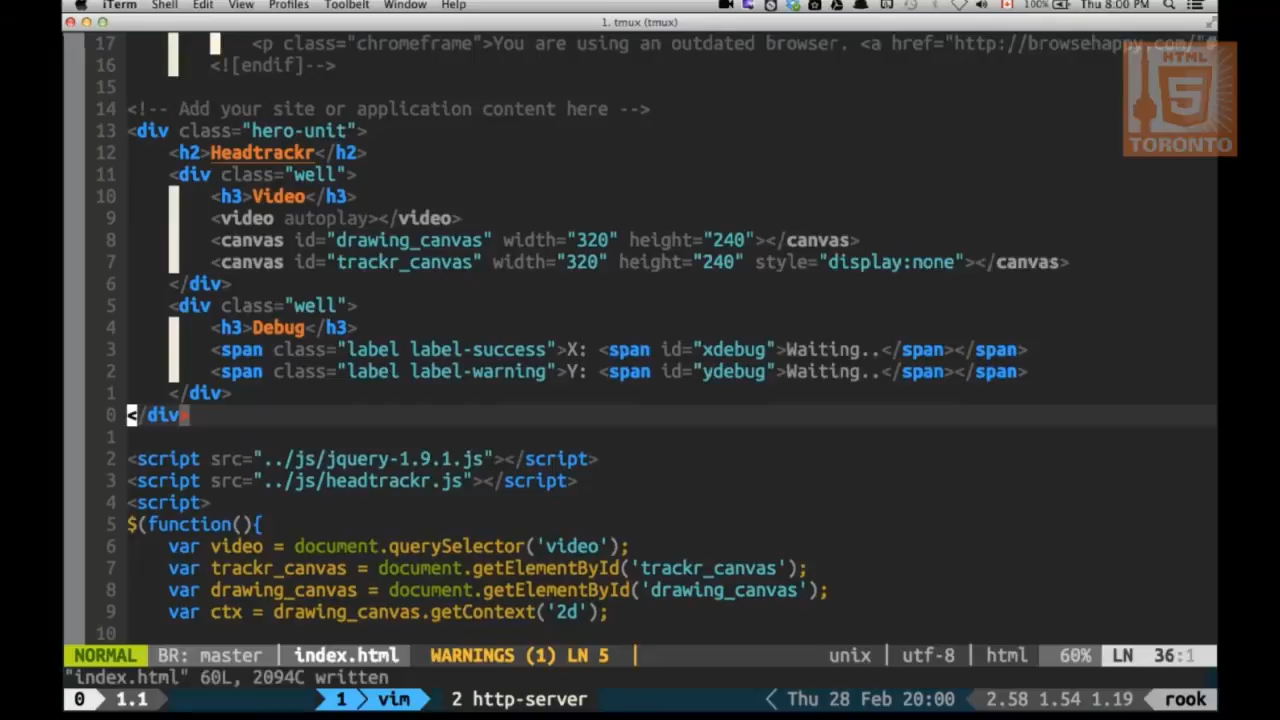 iTerm Shell Edit View Profiles Toolbelt Window Help 100% Thu 8:00 PM
1. tmux (tmux)
17 <p class="chromeframe">You are using an outdated browser. <a href="http://browsehappy.com/"
16 <![endif]-->
15
14 <!-- Add your site or application content here -->
13 <div class="hero-unit">
12 <h2>Headtrackr</h2>
11 <div class="well">
10 <h3>Video</h3>
9 <video autoplay></video>
8 <canvas id="drawing_canvas" width="320" height="240"></canvas>
7 <canvas id="trackr_canvas" width="320" height="240" style="display:none"></canvas>
6 </div>
5 <div class="well">
4 <h3>Debug</h3>
3 <span class="label label-success">X: <span id="xdebug">Waiting..</span></span>
2 <span class="label label-warning">Y: <span id="ydebug">Waiting..</span></span>
1 </div>
0 </div>
1
2 <script src="../js/jquery-1.9.1.js"></script>
3 <script src="../js/headtrackr.js"></script>
4 <script>
5 $(function(){
6 var video = document.querySelector('video');
7 var trackr_canvas = document.getElementById('trackr_canvas');
8 var drawing_canvas = document.getElementById('drawing_canvas');
9 var ctx = drawing_canvas.getContext('2d');
10
NORMAL BR: master index.html WARNINGS (1) LN 5 unix utf-8 html 60% LN 36:1
"index.html" 60L, 2094C written
0 1.1 1 vim 2 http-server Thu 28 Feb 20:00 2.58 1.54 1.19 rook
HTML
5
TORONTO